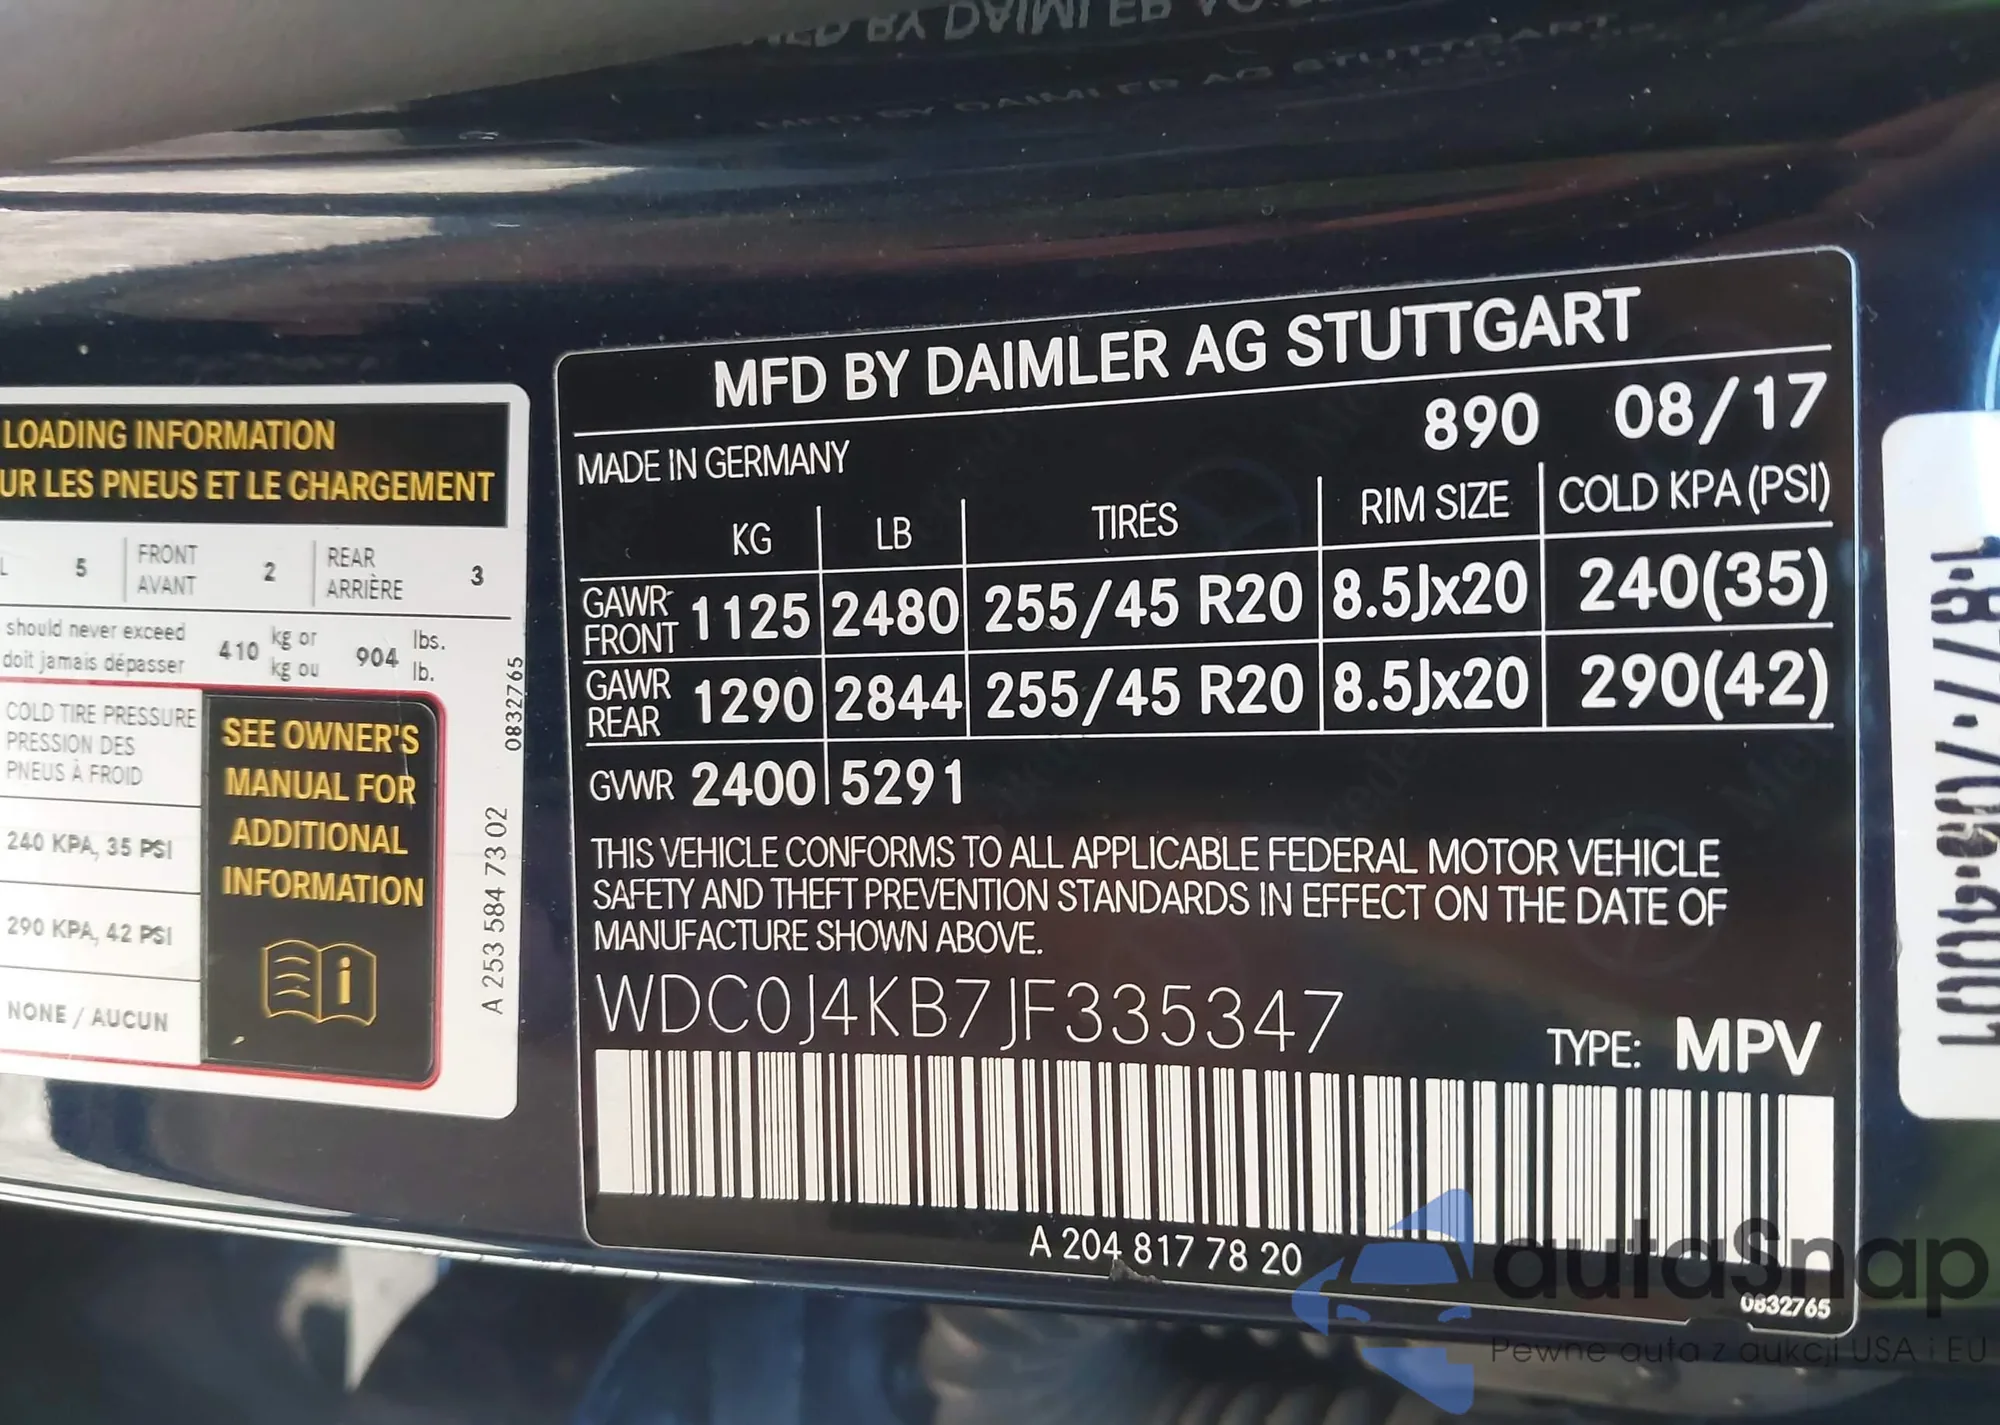 MFD BY DAIMLER AG STUTTGART
890 08/17
MADE IN GERMANY
KG LB TIRES RIM SIZE COLD KPA (PSI)
GAWR FRONT 1125 2480 255/45 R20 8.5Jx20 240(35)
GAWR REAR 1290 2844 255/45 R20 8.5Jx20 290(42)
GVWR 2400 5291
THIS VEHICLE CONFORMS TO ALL APPLICABLE FEDERAL MOTOR VEHICLE
SAFETY AND THEFT PREVENTION STANDARDS IN EFFECT ON THE DATE OF
MANUFACTURE SHOWN ABOVE.
WDC0J4KB7JF335347
TYPE: MPV
A 204 817 78 20
0832765
LOADING INFORMATION
UR LES PNEUS ET LE CHARGEMENT
5 FRONT AVANT 2 REAR ARRIÈRE 3
should never exceed 410 kg or 904 lbs.
doit jamais dépasser kg ou lb.
COLD TIRE PRESSURE
PRESSION DES
PNEUS À FROID
240 KPA, 35 PSI
290 KPA, 42 PSI
NONE / AUCUN
SEE OWNER'S
MANUAL FOR
ADDITIONAL
INFORMATION
A 253 584 73 02
0832765
autaSnap
Pewne auta z aukcji USA i EU